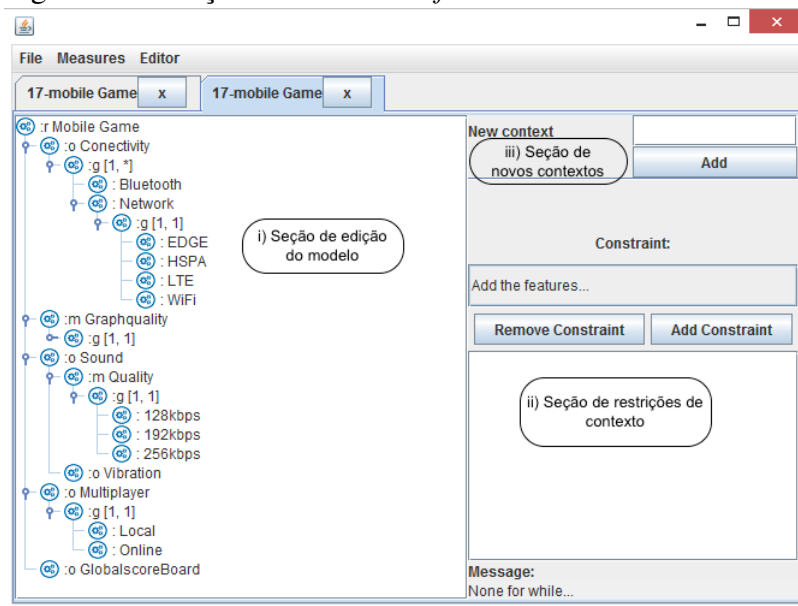 File Measures Editor
17-mobile Game x 17-mobile Game x
:r Mobile Game
:o Conectivity
:g [1, *]
: Bluetooth
: Network
:g [1, 1]
: EDGE
: HSPA
: LTE
: WiFi
:m Graphquality
:g [1, 1]
:o Sound
:m Quality
:g [1, 1]
: 128kbps
: 192kbps
: 256kbps
:o Vibration
:o Multiplayer
:g [1, 1]
: Local
: Online
:o GlobalscoreBoard
i) Seção de edição
do modelo
New context
iii) Seção de
novos contextos
Add
Constraint:
Add the features...
Remove Constraint Add Constraint
ii) Seção de restrições de
contexto
Message:
None for while...